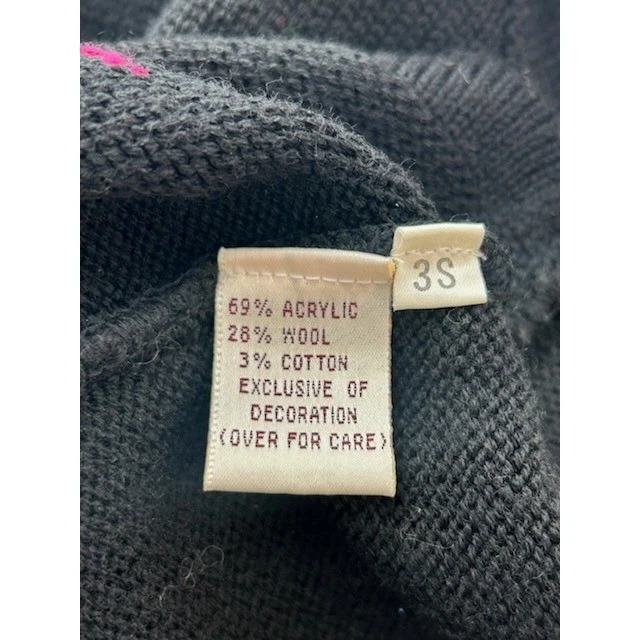 69% ACRYLIC
28% WOOL
3% COTTON
EXCLUSIVE OF
DECORATION
(OVER FOR CARE)
3S